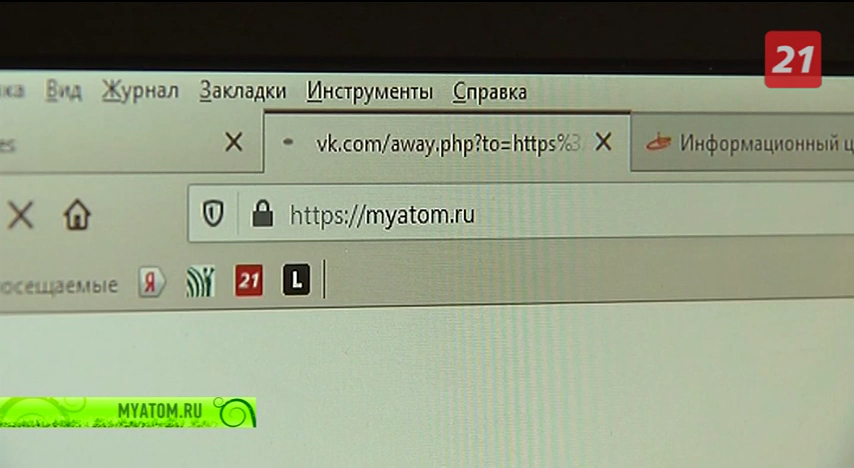 21
Вид Журнал Закладки Инструменты Справка
vk.com/away.php?to=https%3 Информационный ц
https://myatom.ru
осещаемые Я 21 L
MYATOM.RU